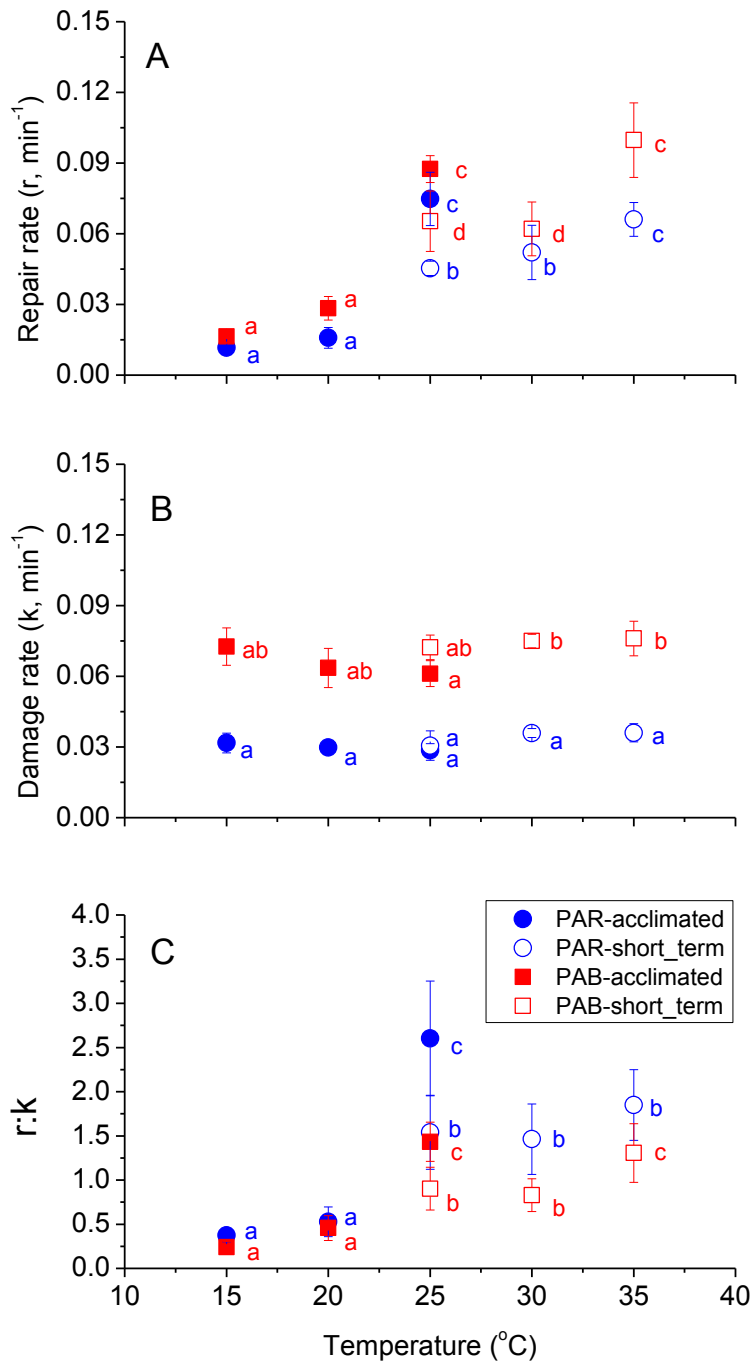 A
Repair rate (r, min-1)
0.15
0.12
0.09
0.06
0.03
0.00
a
a
a
a
c
c
d
b
d
b
c
c
B
Damage rate (k, min-1)
0.15
0.12
0.09
0.06
0.03
0.00
ab
ab
ab
a
b
b
a
a
a
a
a
a
C
r:k
4.0
3.5
3.0
2.5
2.0
1.5
1.0
0.5
0.0
PAR-acclimated
PAR-short_term
PAB-acclimated
PAB-short_term
a
a
a
a
c
b
c
b
b
b
b
c
10 15 20 25 30 35 40
Temperature (oC)